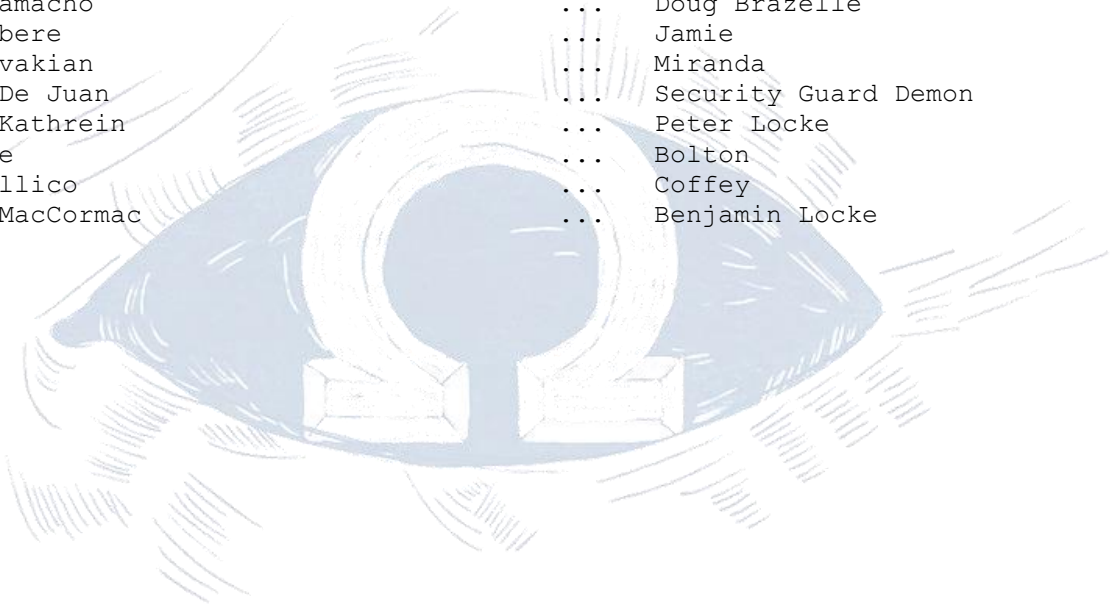 amacho ... Doug Brazelle
bere ... Jamie
vakian ... Miranda
De Juan ... Security Guard Demon
Kathrein ... Peter Locke
e ... Bolton
llico ... Coffey
MacCormac ... Benjamin Locke
Ω